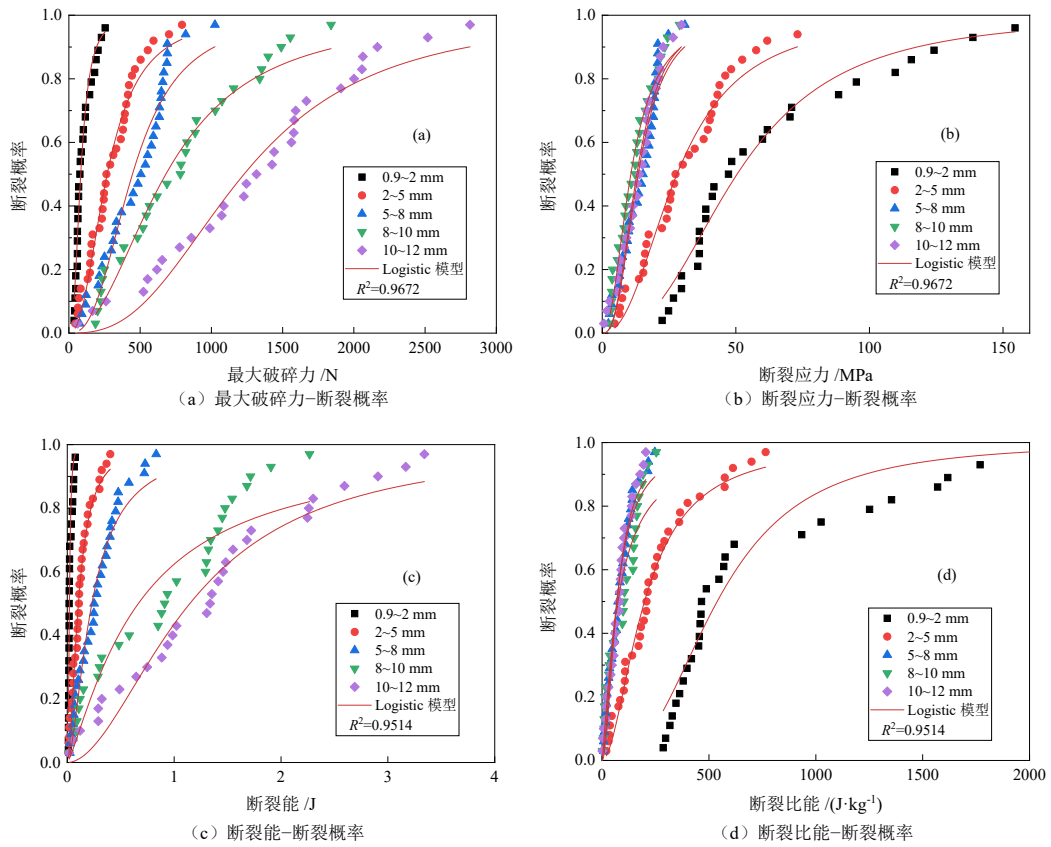 断裂概率
1.0
0.8
0.6
0.4
0.2
0.0
(a)
0.9~2 mm
2~5 mm
5~8 mm
8~10 mm
10~12 mm
Logistic 模型
R²=0.9672
0 500 1000 1500 2000 2500 3000
最大破碎力 /N
（a）最大破碎力−断裂概率
断裂概率
1.0
0.8
0.6
0.4
0.2
0.0
(b)
0.9~2 mm
2~5 mm
5~8 mm
8~10 mm
10~12 mm
Logistic 模型
R²=0.9672
0 50 100 150
断裂应力 /MPa
（b）断裂应力−断裂概率
断裂概率
1.0
0.8
0.6
0.4
0.2
0.0
(c)
0.9~2 mm
2~5 mm
5~8 mm
8~10 mm
10~12 mm
Logistic 模型
R²=0.9514
0 1 2 3 4
断裂能 /J
（c）断裂能−断裂概率
断裂概率
1.0
0.8
0.6
0.4
0.2
0.0
(d)
0.9~2 mm
2~5 mm
5~8 mm
8~10 mm
10~12 mm
Logistic 模型
R²=0.9514
0 500 1000 1500 2000
断裂比能 /(J·kg⁻¹)
（d）断裂比能−断裂概率